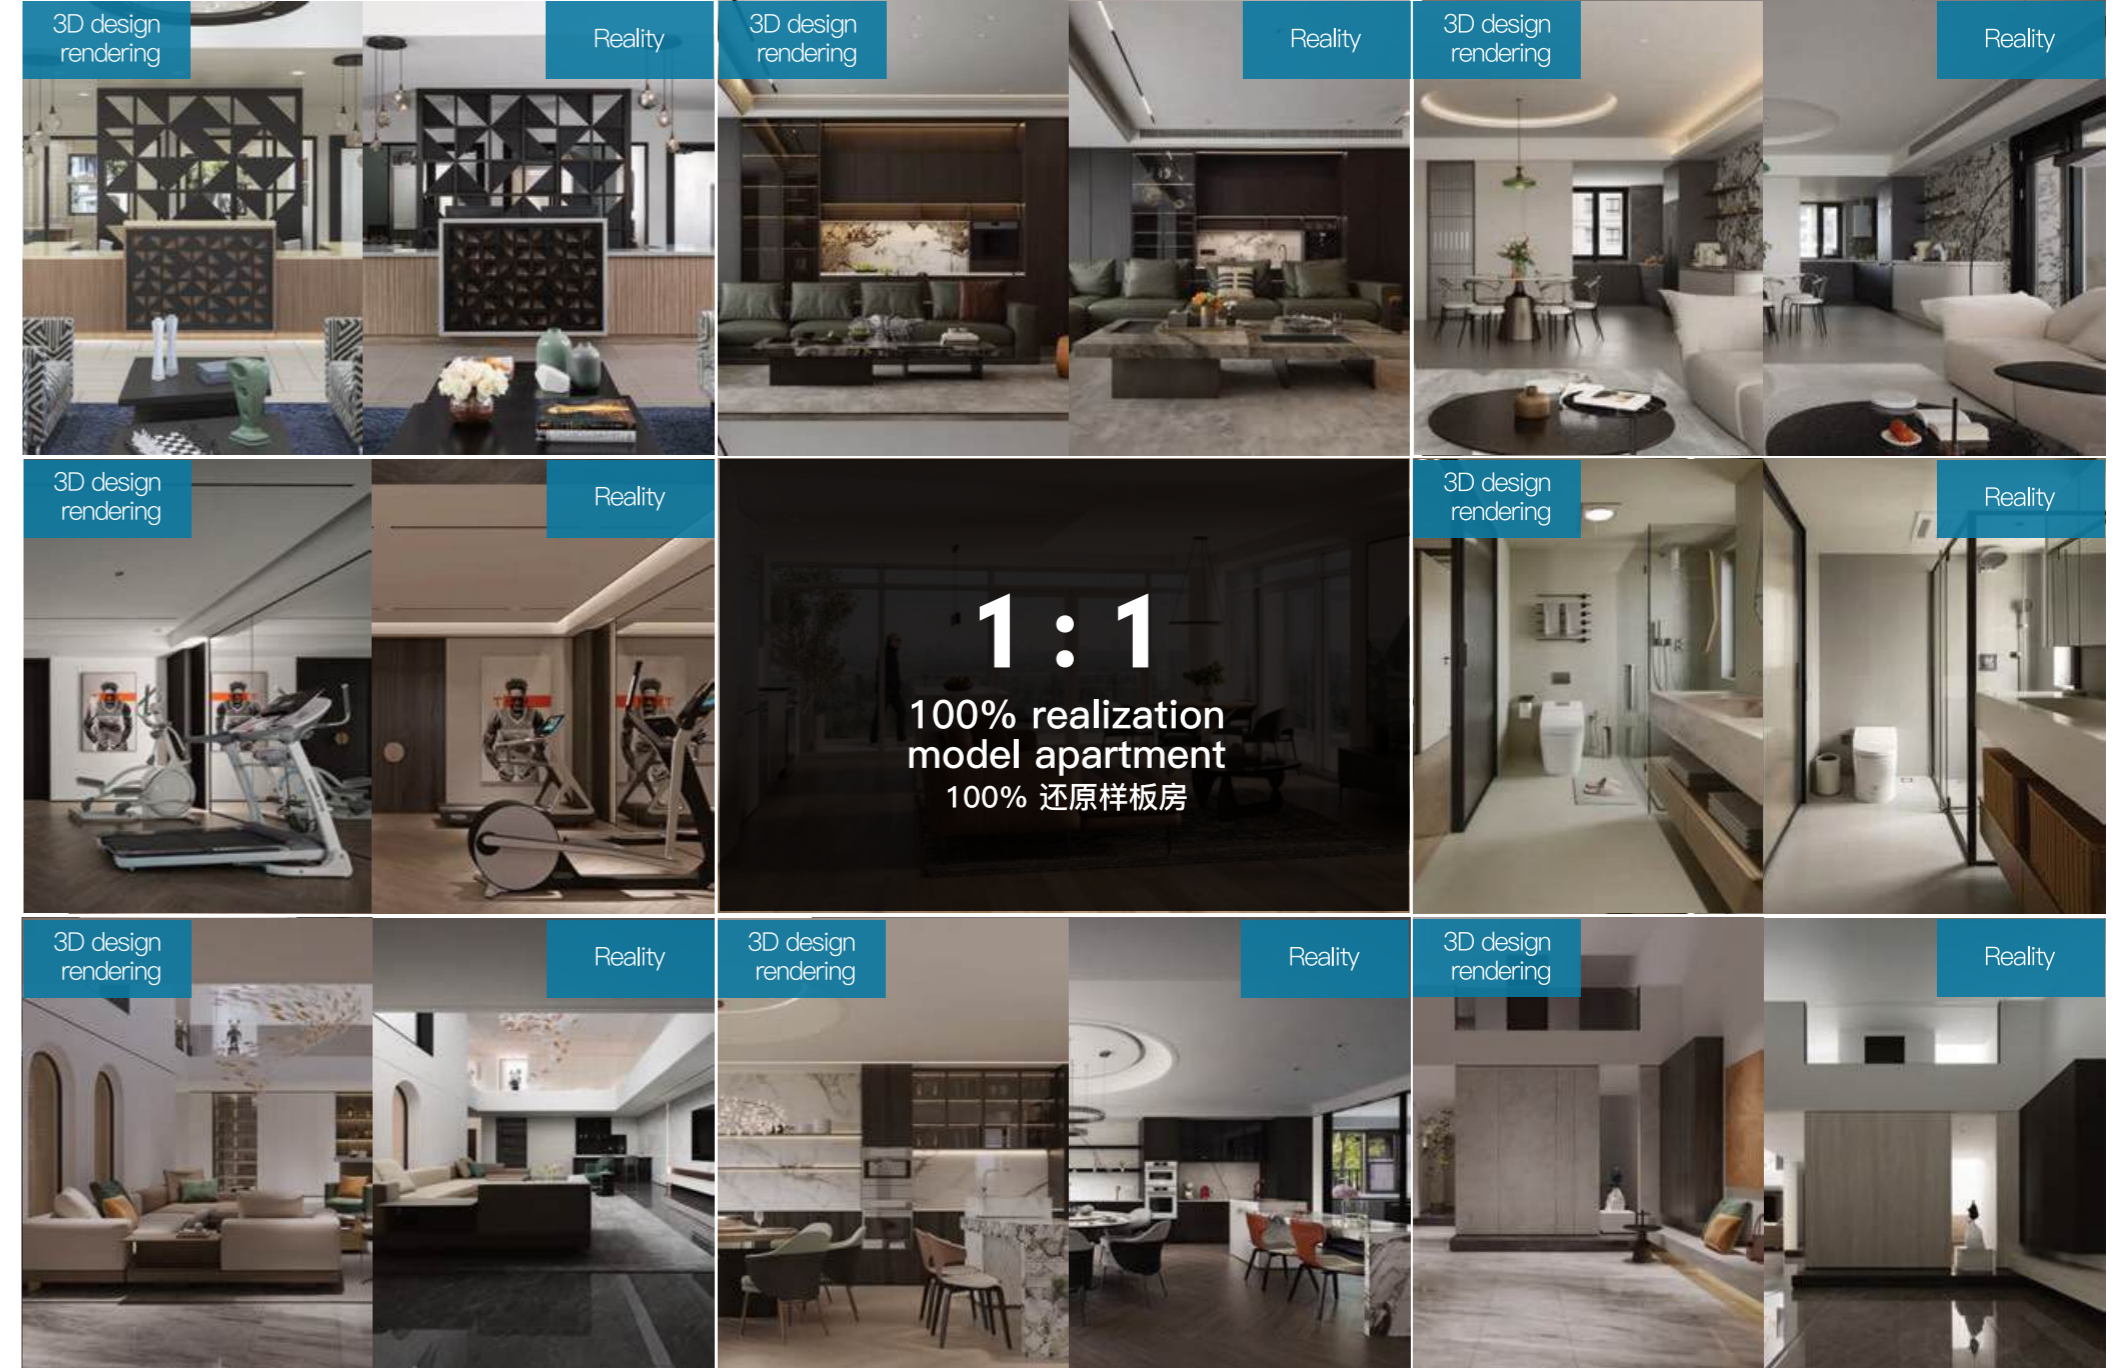 3D design
rendering
Reality
3D design
rendering
Reality
3D design
rendering
Reality
3D design
rendering
Reality
1 : 1
100% realization
model apartment
100% 还原样板房
3D design
rendering
Reality
3D design
rendering
Reality
3D design
rendering
Reality
3D design
rendering
Reality